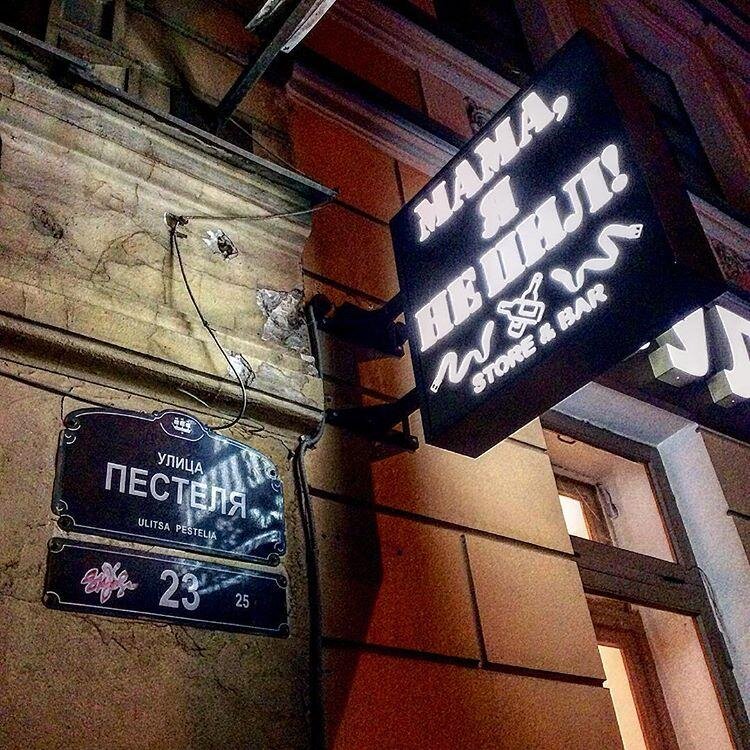 МАМА,
Я
НЕ ПИЛ!
STORE & BAR
УЛИЦА
ПЕСТЕЛЯ
ULITSA PESTELIA
23 25